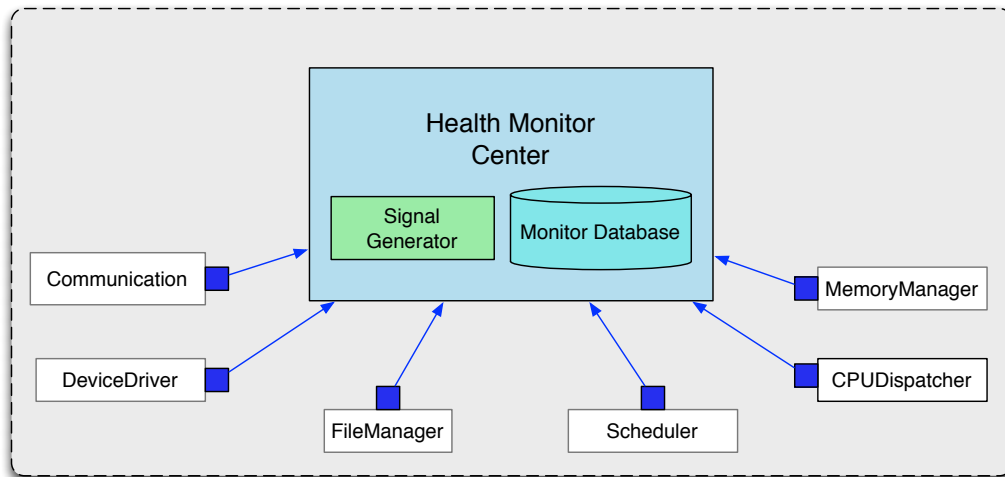 Health Monitor
Center
Signal
Generator
Monitor Database
Communication
MemoryManager
DeviceDriver
CPUDispatcher
FileManager
Scheduler